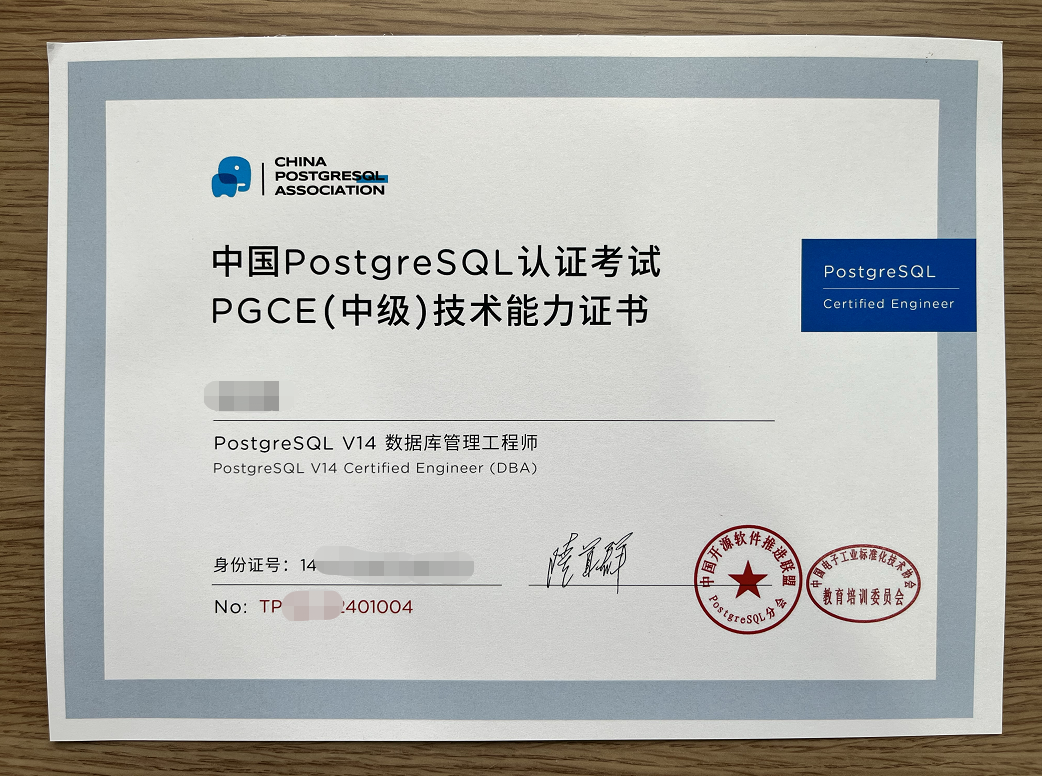 CHINA
POSTGRESQL
ASSOCIATION
中国PostgreSQL认证考试
PGCE(中级)技术能力证书
PostgreSQL
Certified Engineer
PostgreSQL V14 数据库管理工程师
PostgreSQL V14 Certified Engineer (DBA)
身份证号：14
No: TP 2401004
中国开源软件推进联盟
PostgreSQL分会
中国电子工业标准化技术协会
教育培训委员会